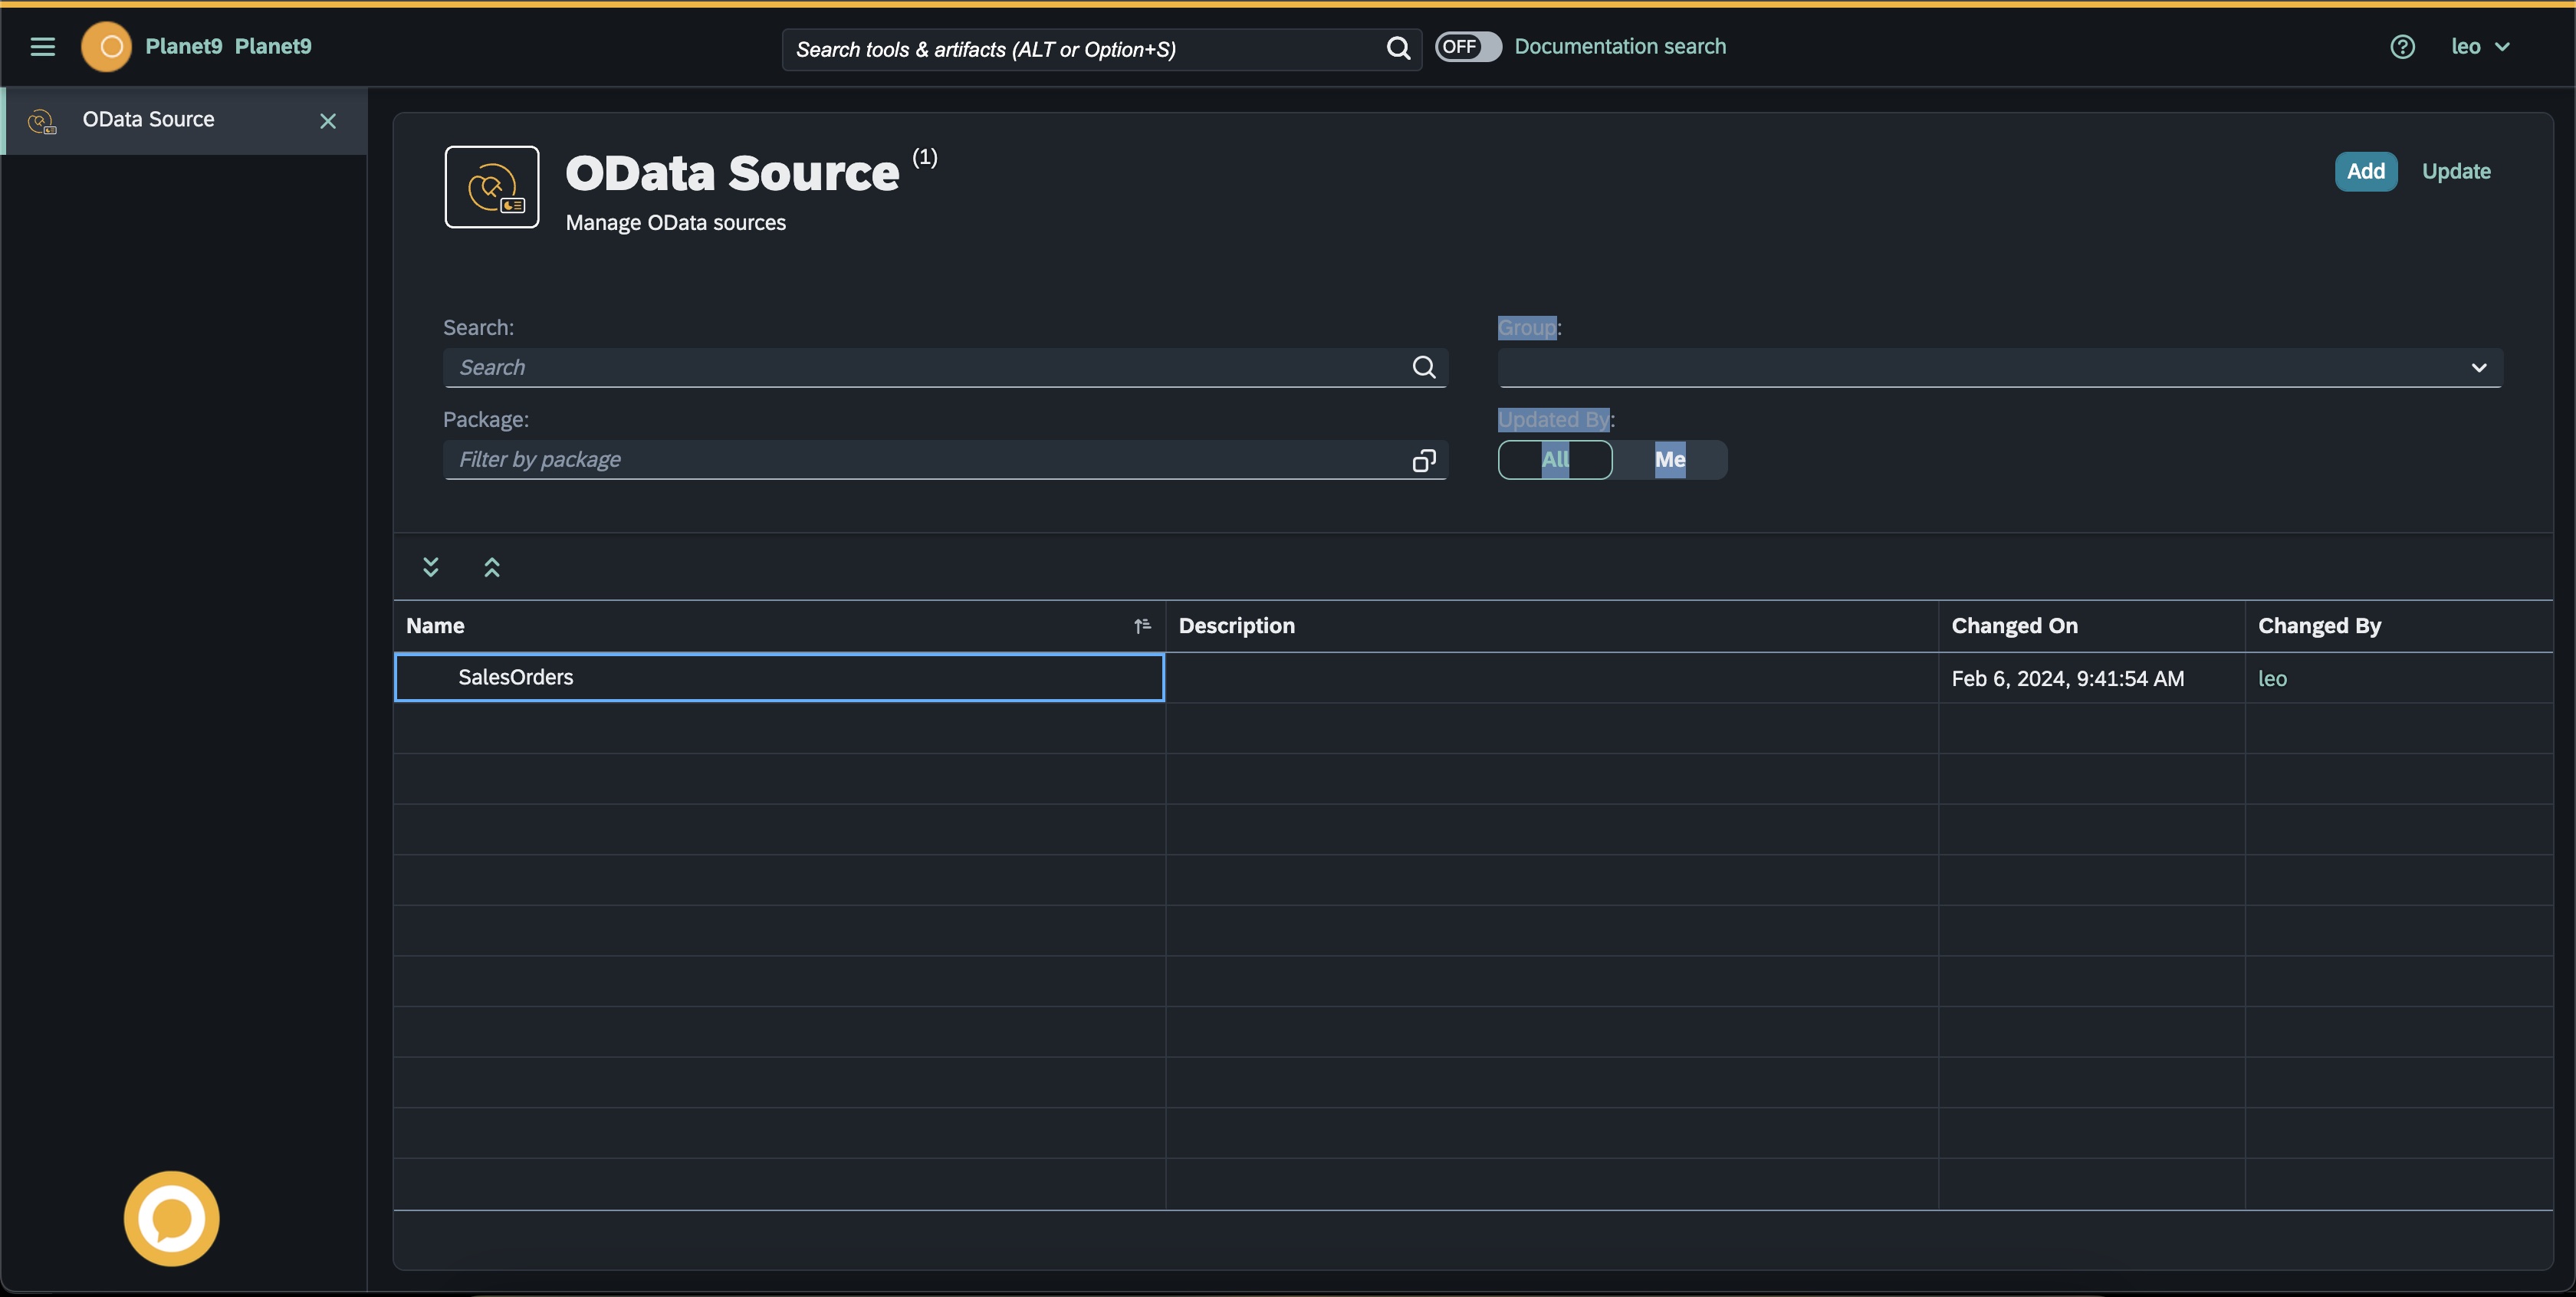 Planet9 Planet9
Search tools & artifacts (ALT or Option+S)
OFF
Documentation search
leo
OData Source
OData Source (1)
Manage OData sources
Add
Update
Search:
Search
Group:
Package:
Filter by package
Updated By:
All
Me
Name
Description
Changed On
Changed By
SalesOrders
Feb 6, 2024, 9:41:54 AM
leo